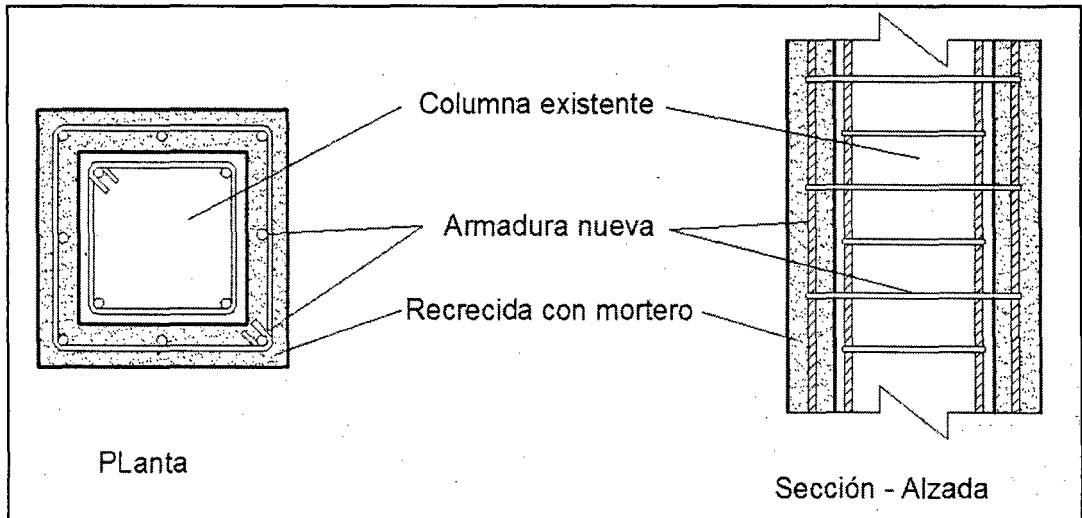 Columna existente
Armadura nueva
Recrecida con mortero
PLanta
Sección - Alzada